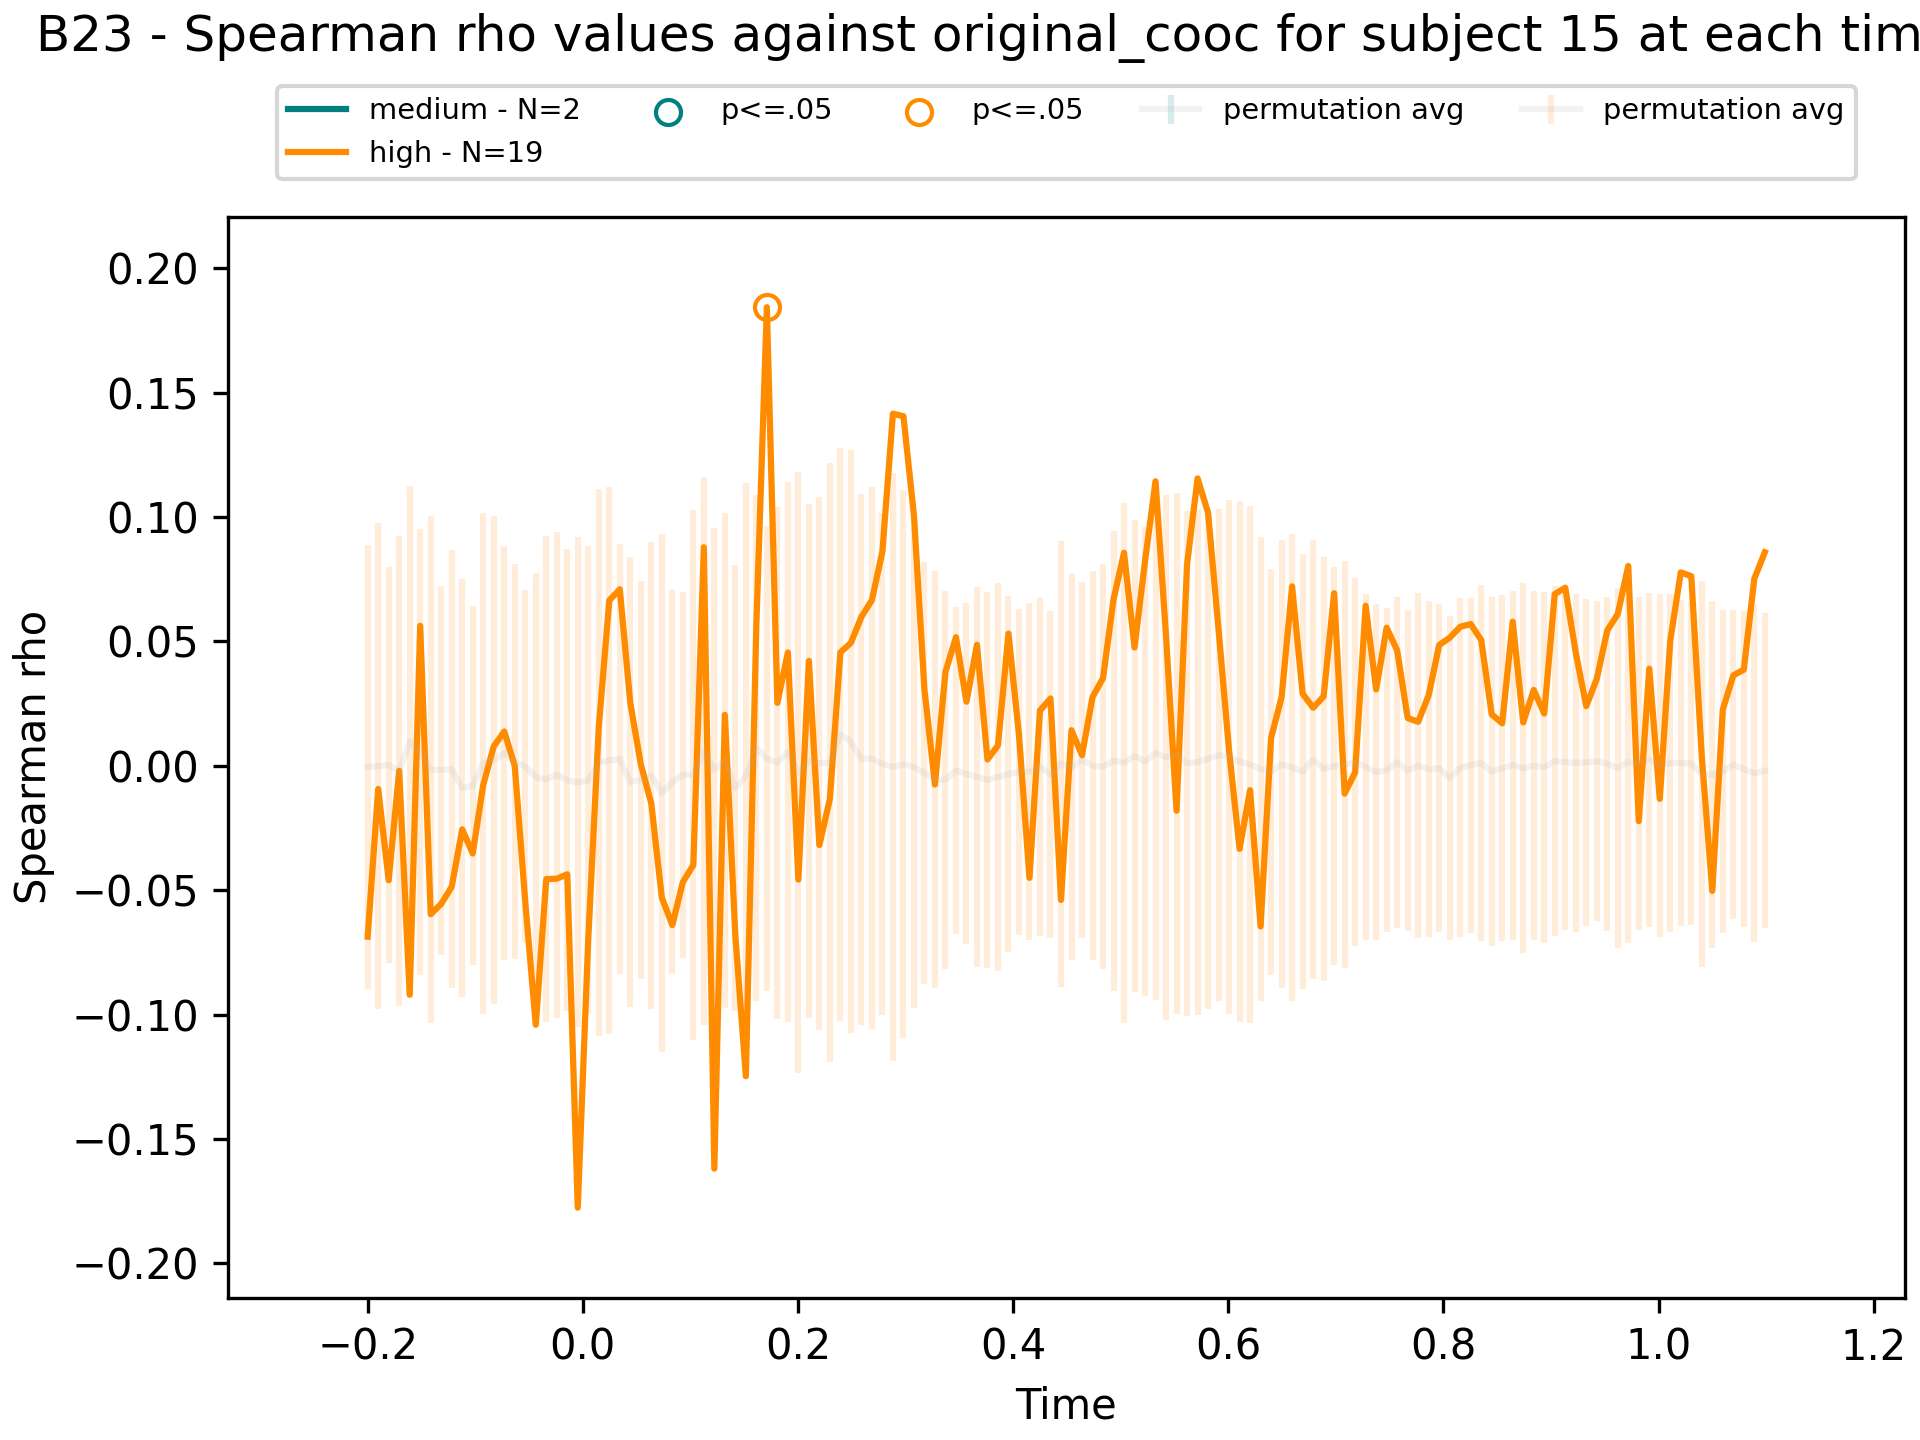 B23 - Spearman rho values against original_cooc for subject 15 at each tim
medium - N=2 p<=.05 p<=.05 permutation avg permutation avg
high - N=19
0.20
0.15
0.10
0.05
0.00
−0.05
−0.10
−0.15
−0.20
Spearman rho
−0.2 0.0 0.2 0.4 0.6 0.8 1.0 1.2
Time